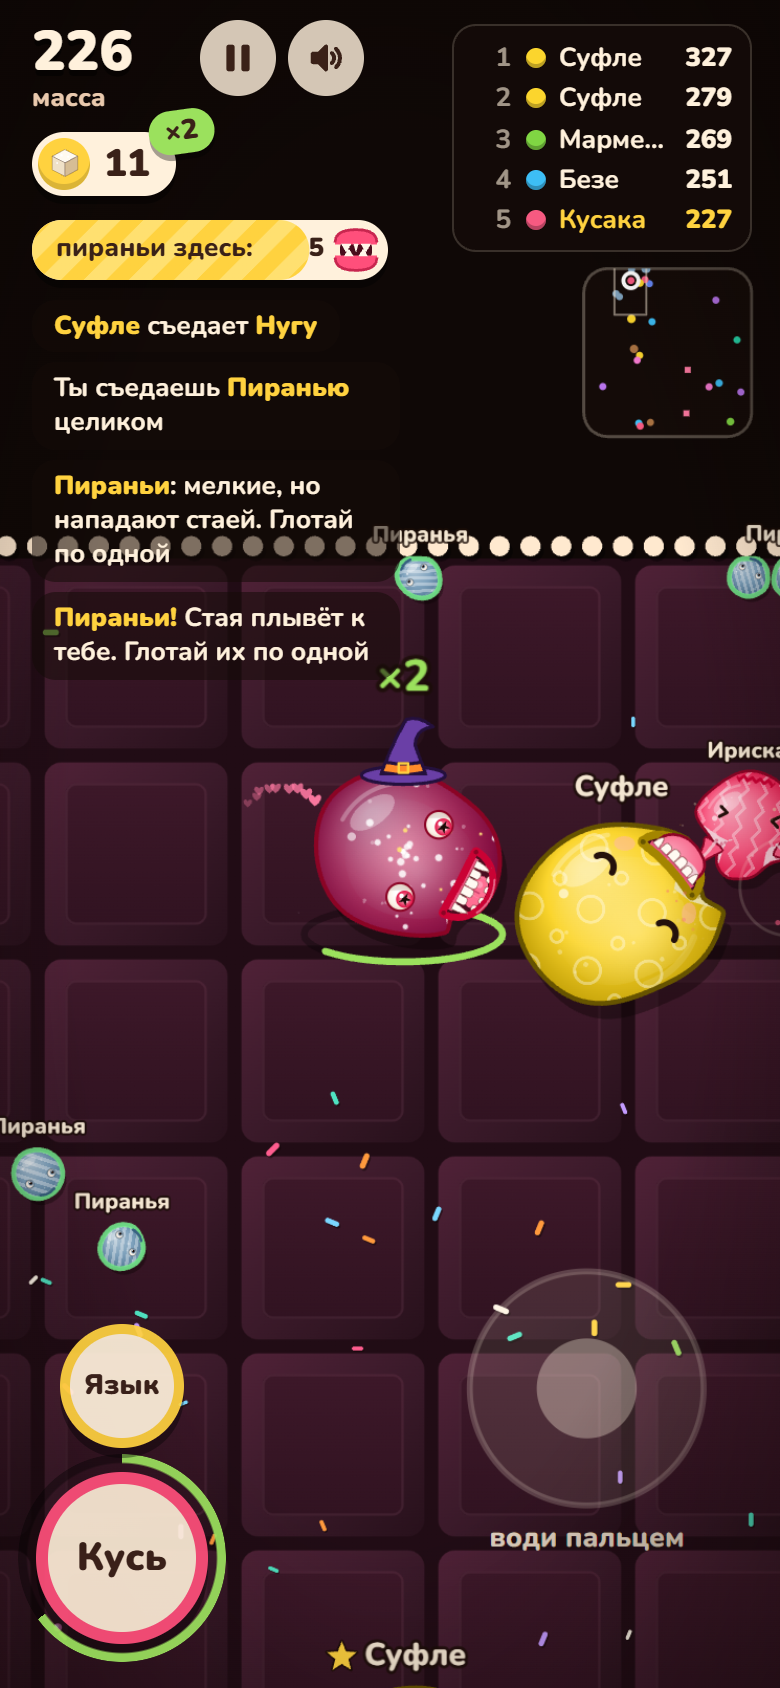 226
масса
×2
11
пираньи здесь: 5
1 Суфле 327
2 Суфле 279
3 Марме... 269
4 Безе 251
5 Кусака 227
Суфле съедает Нугу
Ты съедаешь Пиранью
целиком
Пираньи: мелкие, но
нападают стаей. Глотай
по одной
Пиранья
Пир
Пираньи! Стая плывёт к
тебе. Глотай их по одной
×2
Ириска
Суфле
Пиранья
Пиранья
Язык
Кусь
води пальцем
Суфле